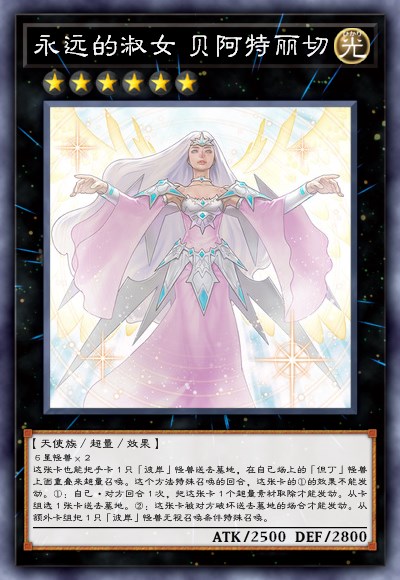 永远的淑女 贝阿特丽切
ひかり
光
【天使族／超量／效果】
６星怪兽×２
这张卡也能把手卡１只「彼岸」怪兽送去墓地，在自己场上的「但丁」怪兽
上面重叠来超量召唤。这个方法特殊召唤的回合，这张卡的①的效果不能发
动。①：自己·对方回合１次，把这张卡１个超量素材取除才能发动。从卡
组选１张卡送去墓地。②：这张卡被对方破坏送去墓地的场合才能发动。从
额外卡组把１只「彼岸」怪兽无视召唤条件特殊召唤。
ATK/2500 DEF/2800